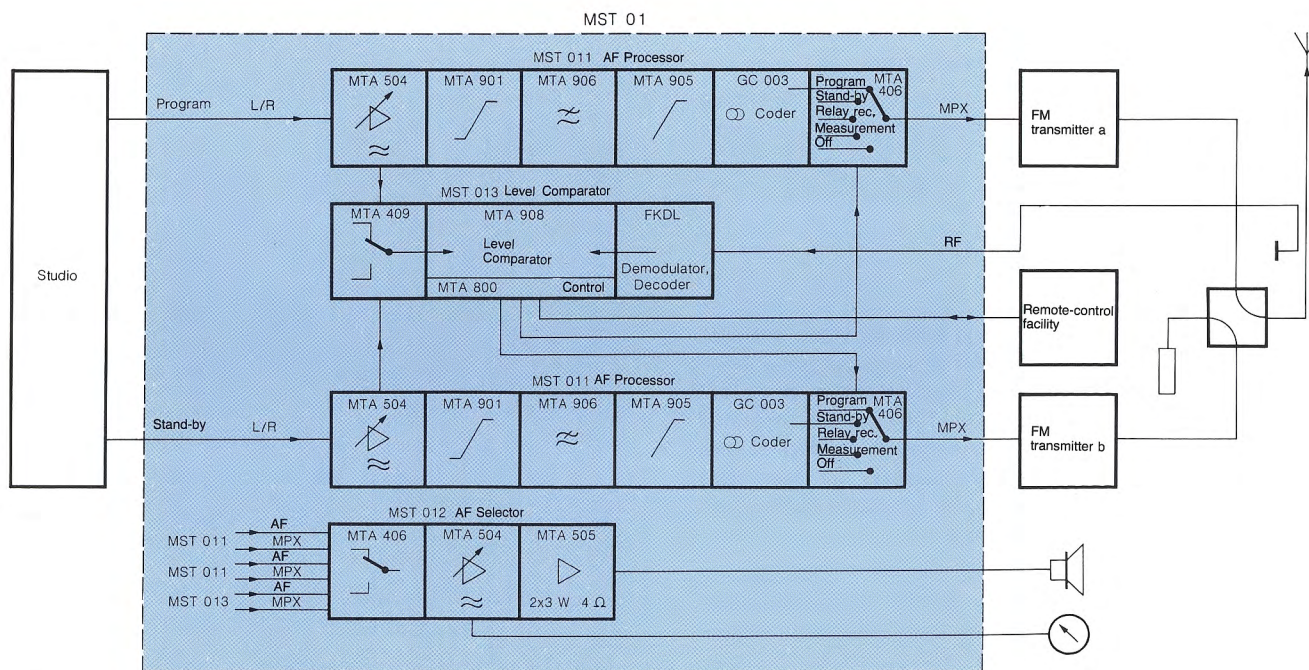 MST 01
MST 011 AF Processor
MTA 504
MTA 901
MTA 906
MTA 905
GC 003
Coder
Program
MTA
406
Stand-by
Relay rec.
Measurement
Off
Program
L/R
MPX
FM
transmitter a
MST 013 Level Comparator
MTA 409
MTA 908
Level
Comparator
MTA 800
Control
FKDL
Demodulator,
Decoder
RF
Studio
Remote-control
facility
MST 011 AF Processor
MTA 504
MTA 901
MTA 906
MTA 905
GC 003
Coder
Program
MTA
406
Stand-by
Relay rec.
Measurement
Off
Stand-by
L/R
MPX
FM
transmitter b
MST 012 AF Selector
AF
MST 011
MPX
AF
MST 011
MPX
AF
MST 013
MPX
MTA 406
MTA 504
MTA 505
2x3 W 4 Ω